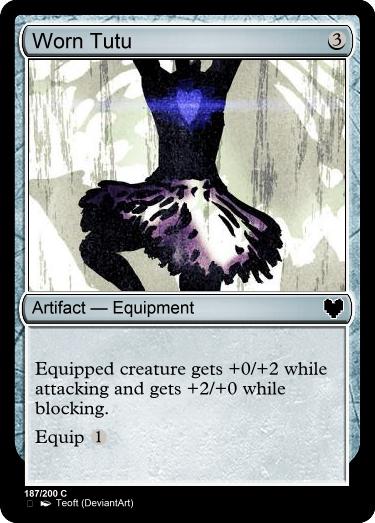 Worn Tutu 3
Artifact — Equipment
Equipped creature gets +0/+2 while
attacking and gets +2/+0 while
blocking.
Equip 1
187/200 C
Teoft (DeviantArt)